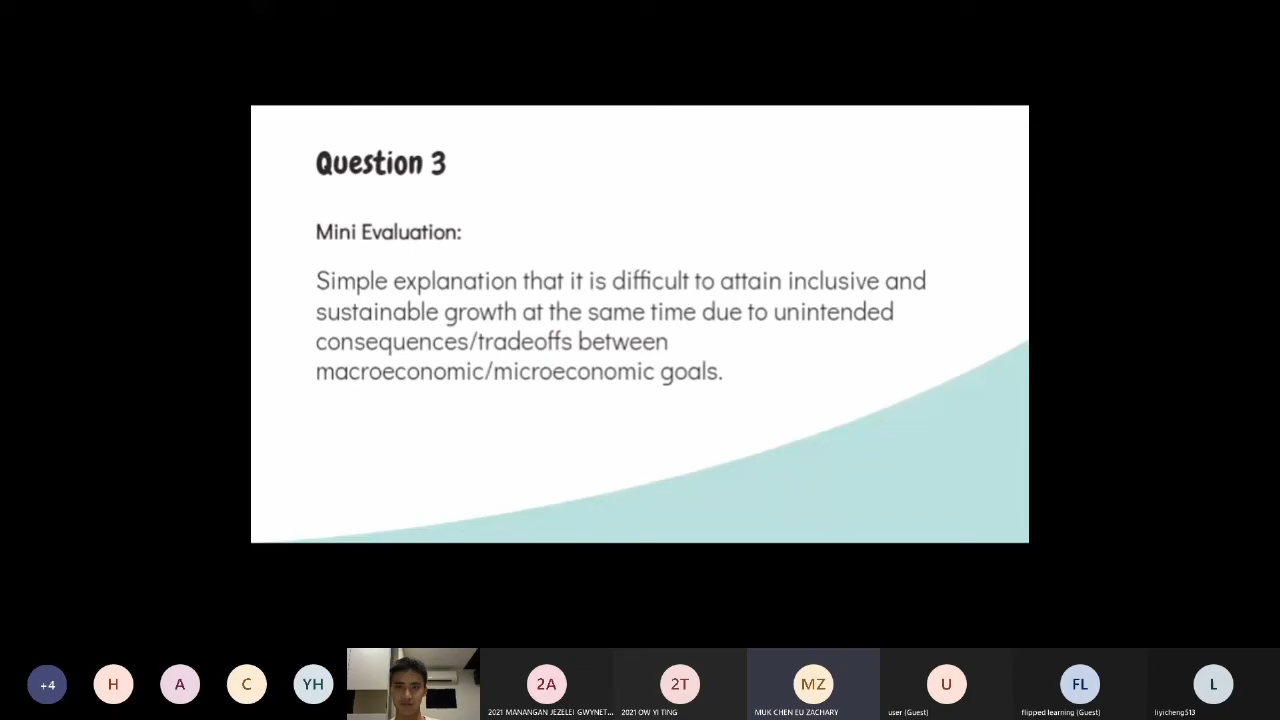 Question 3
Mini Evaluation:
Simple explanation that it is difficult to attain inclusive and
sustainable growth at the same time due to unintended
consequences/tradeoffs between
macroeconomic/microeconomic goals.
+4
H
A
C
YH
2A
2T
MZ
U
FL
L
2021 MANANGAN JEZELEI GWYNET...
2021 OW YI TING
MUK CHEN EU ZACHARY
user (Guest)
flipped learning (Guest)
liyicheng513